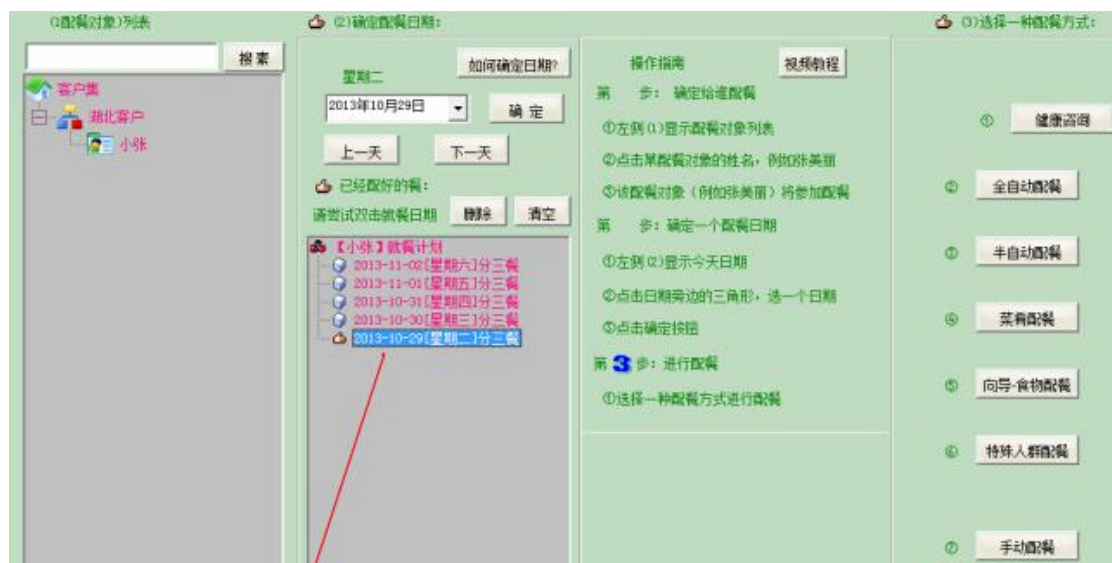 (1配餐对象)列表
搜索
客户集
湖北客户
小张
(2)确定配餐日期:
星期二
如何确定日期?
2013年10月29日
确 定
上一天
下一天
已经配好的餐:
请尝试双击就餐日期
删除
清空
【小张】就餐计划
2013-11-02[星期六]分三餐
2013-11-01[星期五]分三餐
2013-10-31[星期四]分三餐
2013-10-30[星期三]分三餐
2013-10-29[星期二]分三餐
操作指南
视频教程
第 步: 确定给谁配餐
①左侧(1)显示配餐对象列表
②点击某配餐对象的姓名, 例如张美丽
③该配餐对象 (例如张美丽) 将参加配餐
第 步: 确定一个配餐日期
①左侧(2)显示今天日期
②点击日期旁边的三角形, 选一个日期
③点击确定按钮
第 3 步: 进行配餐
①选择一种配餐方式进行配餐
(3)选择一种配餐方式:
① 健康咨询
② 全自动配餐
③ 半自动配餐
④ 菜肴配餐
⑤ 向导-食物配餐
⑥ 特殊人群配餐
⑦ 手动配餐